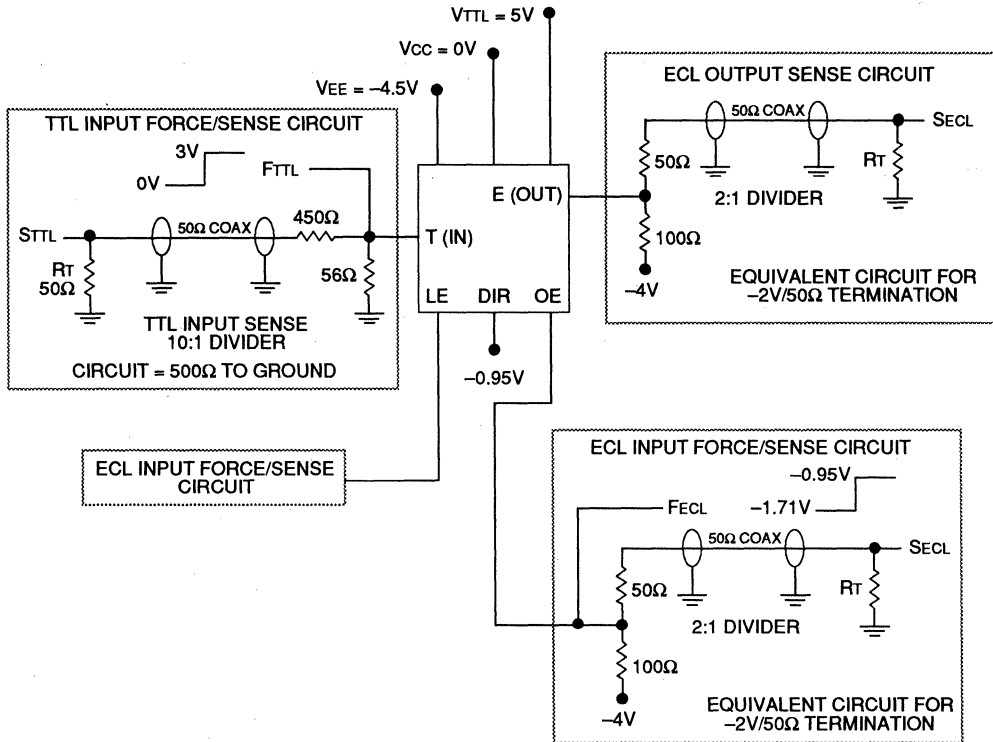 VTTL = 5V
VCC = 0V
VEE = –4.5V
TTL INPUT FORCE/SENSE CIRCUIT
3V
0V
FTTL
STTL
50Ω COAX
450Ω
RT
50Ω
56Ω
TTL INPUT SENSE
10:1 DIVIDER
CIRCUIT = 500Ω TO GROUND
E (OUT)
T (IN)
LE DIR OE
–0.95V
ECL OUTPUT SENSE CIRCUIT
50Ω COAX
SECL
50Ω
RT
2:1 DIVIDER
100Ω
–4V
EQUIVALENT CIRCUIT FOR
–2V/50Ω TERMINATION
ECL INPUT FORCE/SENSE
CIRCUIT
ECL INPUT FORCE/SENSE CIRCUIT
–0.95V
–1.71V
FECL
50Ω COAX
SECL
50Ω
RT
2:1 DIVIDER
100Ω
–4V
EQUIVALENT CIRCUIT FOR
–2V/50Ω TERMINATION